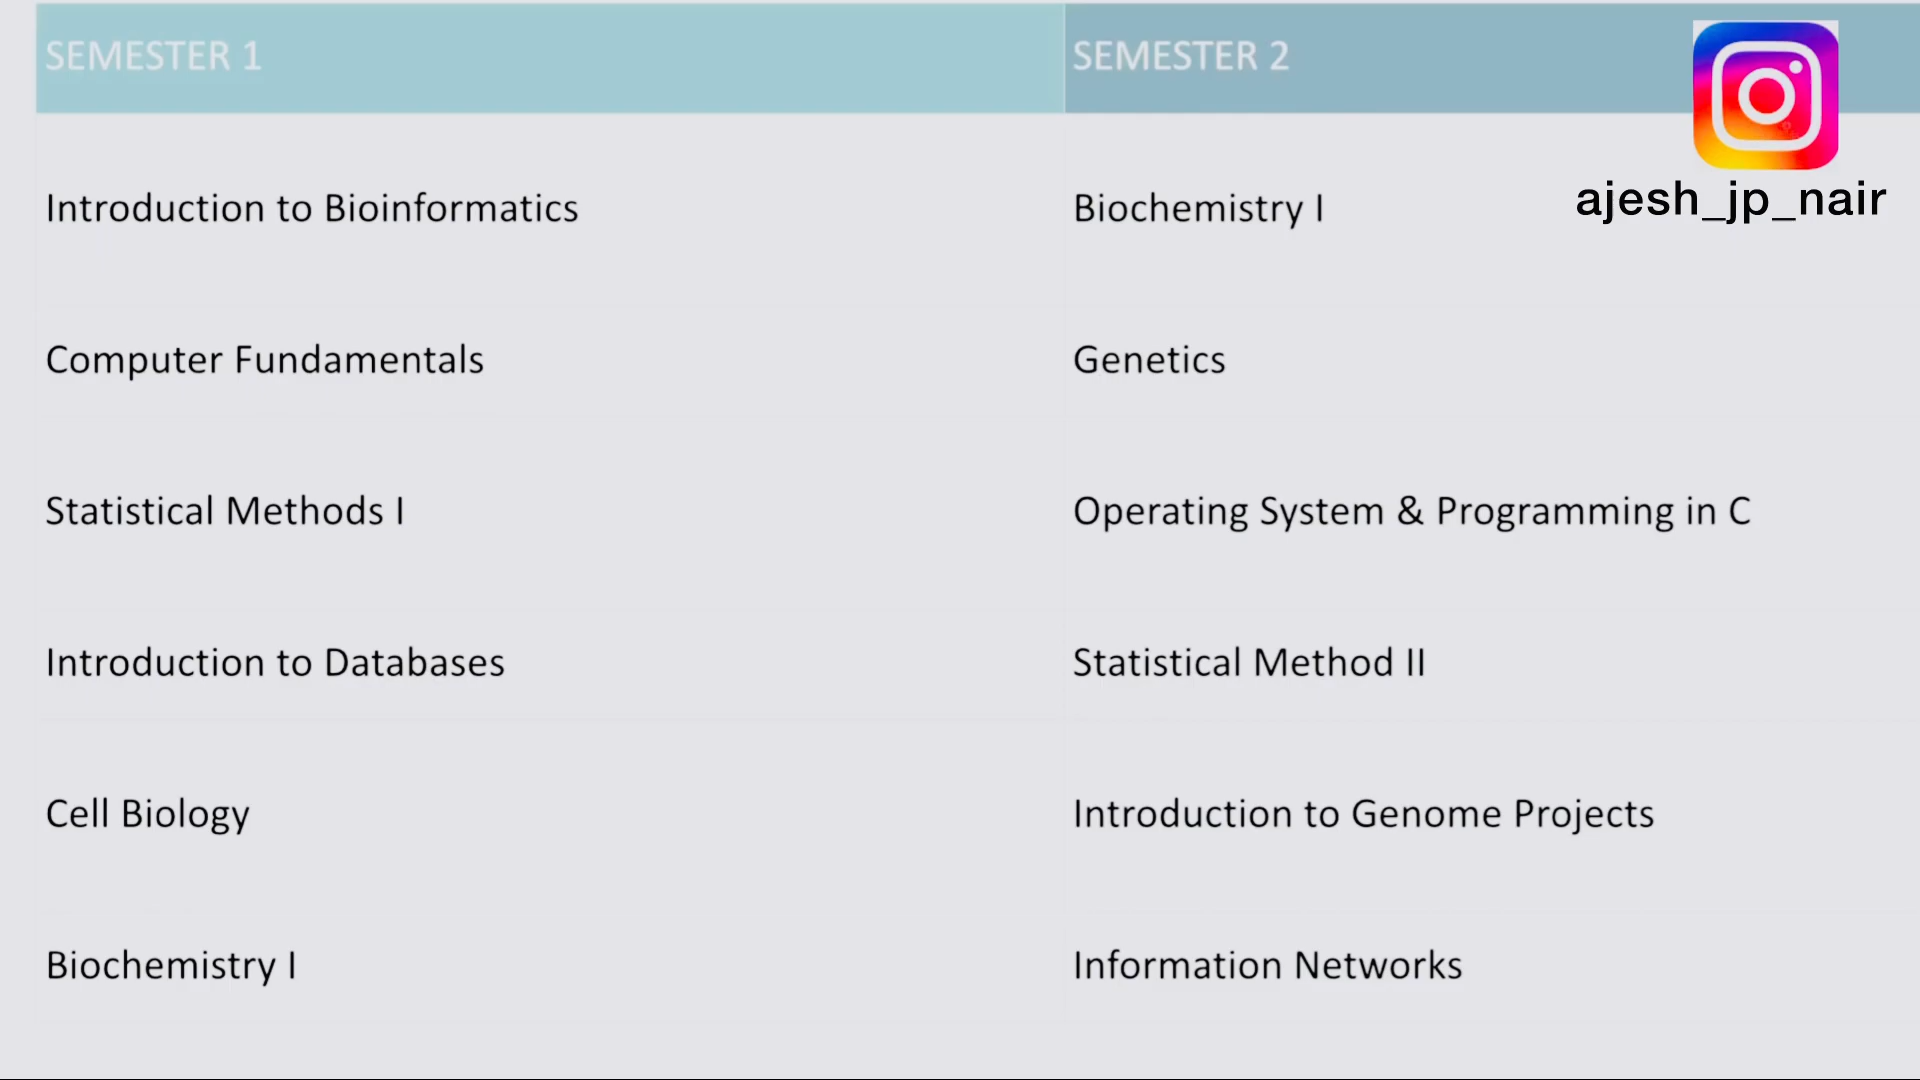 SEMESTER 1
SEMESTER 2
ajesh_jp_nair
Introduction to Bioinformatics
Biochemistry I
Computer Fundamentals
Genetics
Statistical Methods I
Operating System & Programming in C
Introduction to Databases
Statistical Method II
Cell Biology
Introduction to Genome Projects
Biochemistry I
Information Networks